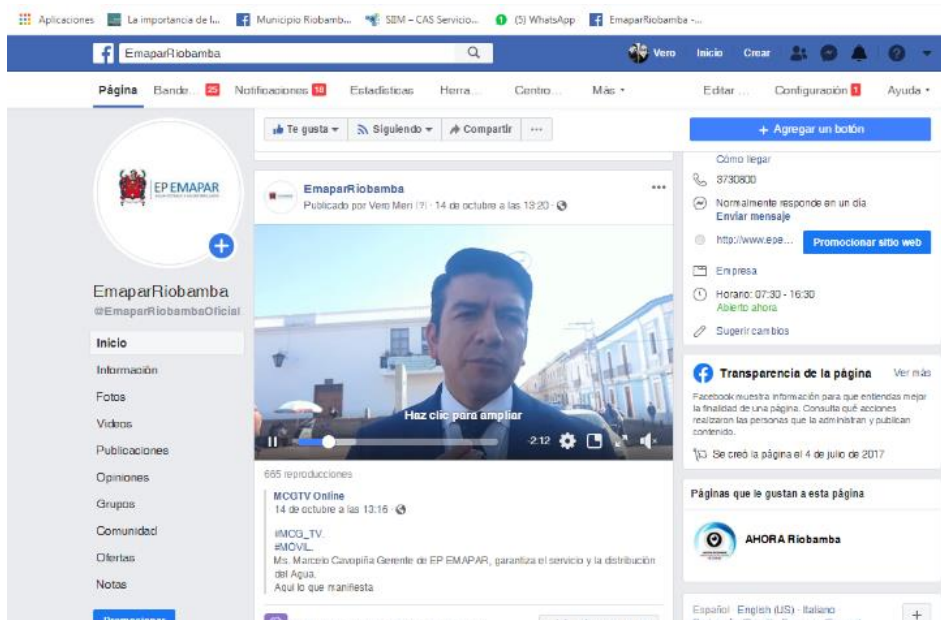 Aplicaciones La importancia de l... Municipio Riobamb... SIIM – CAS Servicio... (5) WhatsApp EmaparRiobamba -...
EmaparRiobamba Vero Inicio Crear
Página Bande... 25 Notificaciones 10 Estadísticas Herra... Centro... Más Editar ... Configuración 1 Ayuda
Te gusta Siguiendo Compartir ... + Agregar un botón
EP EMAPAR
EmaparRiobamba
@EmaparRiobambaOficial
Inicio
Información
Fotos
Videos
Publicaciones
Opiniones
Grupos
Comunidad
Ofertas
Notas
Promocionar
EmaparRiobamba
Publicado por Vero Meri [?] · 14 de octubre a las 13:20 ·
Haz clic para ampliar
-2:12
665 reproducciones
MCGTV Online
14 de octubre a las 13:16 ·
#MCG_TV.
#MÓVIL.
Ms. Marcelo Cavopiña Gerente de EP EMAPAR, garantiza el servicio y la distribución
del Agua.
Aqui lo que manifiesta
Cómo llegar
3730800
Normalmente responde en un día
Enviar mensaje
http://www.epe... Promocionar sitio web
Empresa
Horario: 07:30 - 16:30
Abierto ahora
Sugerir cambios
Transparencia de la página Ver más
Facebook muestra información para que entiendas mejor
la finalidad de una página. Consulta qué acciones
realizaron las personas que la administran y publican
contenido.
Se creó la página el 4 de julio de 2017
Páginas que le gustan a esta página
AHORA Riobamba
Español · English (US) · Italiano